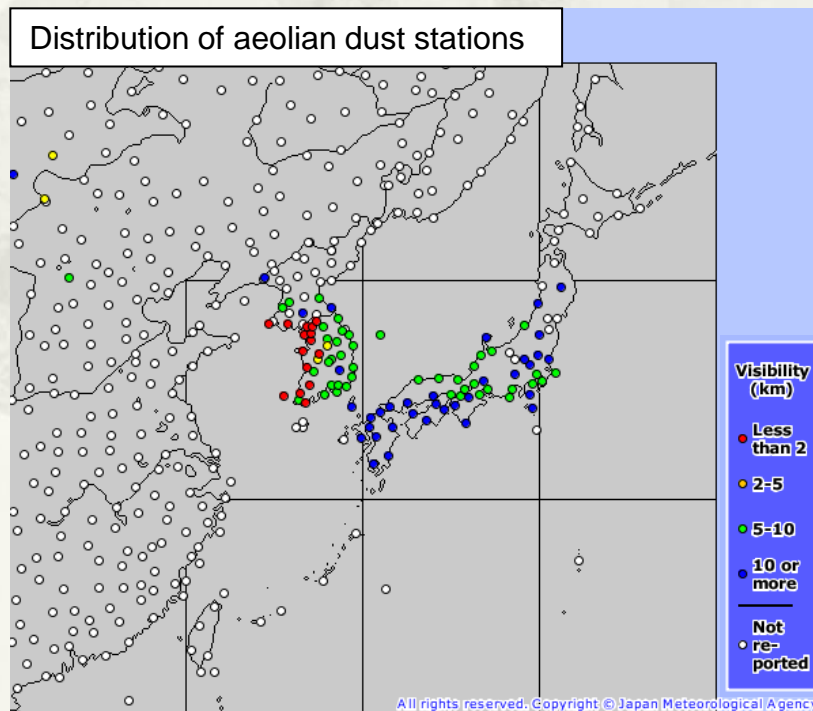 Distribution of aeolian dust stations
Visibility
(km)
Less
than 2
2-5
5-10
10 or
more
Not
re-
ported
All rights reserved. Copyright © Japan Meteorological Agency